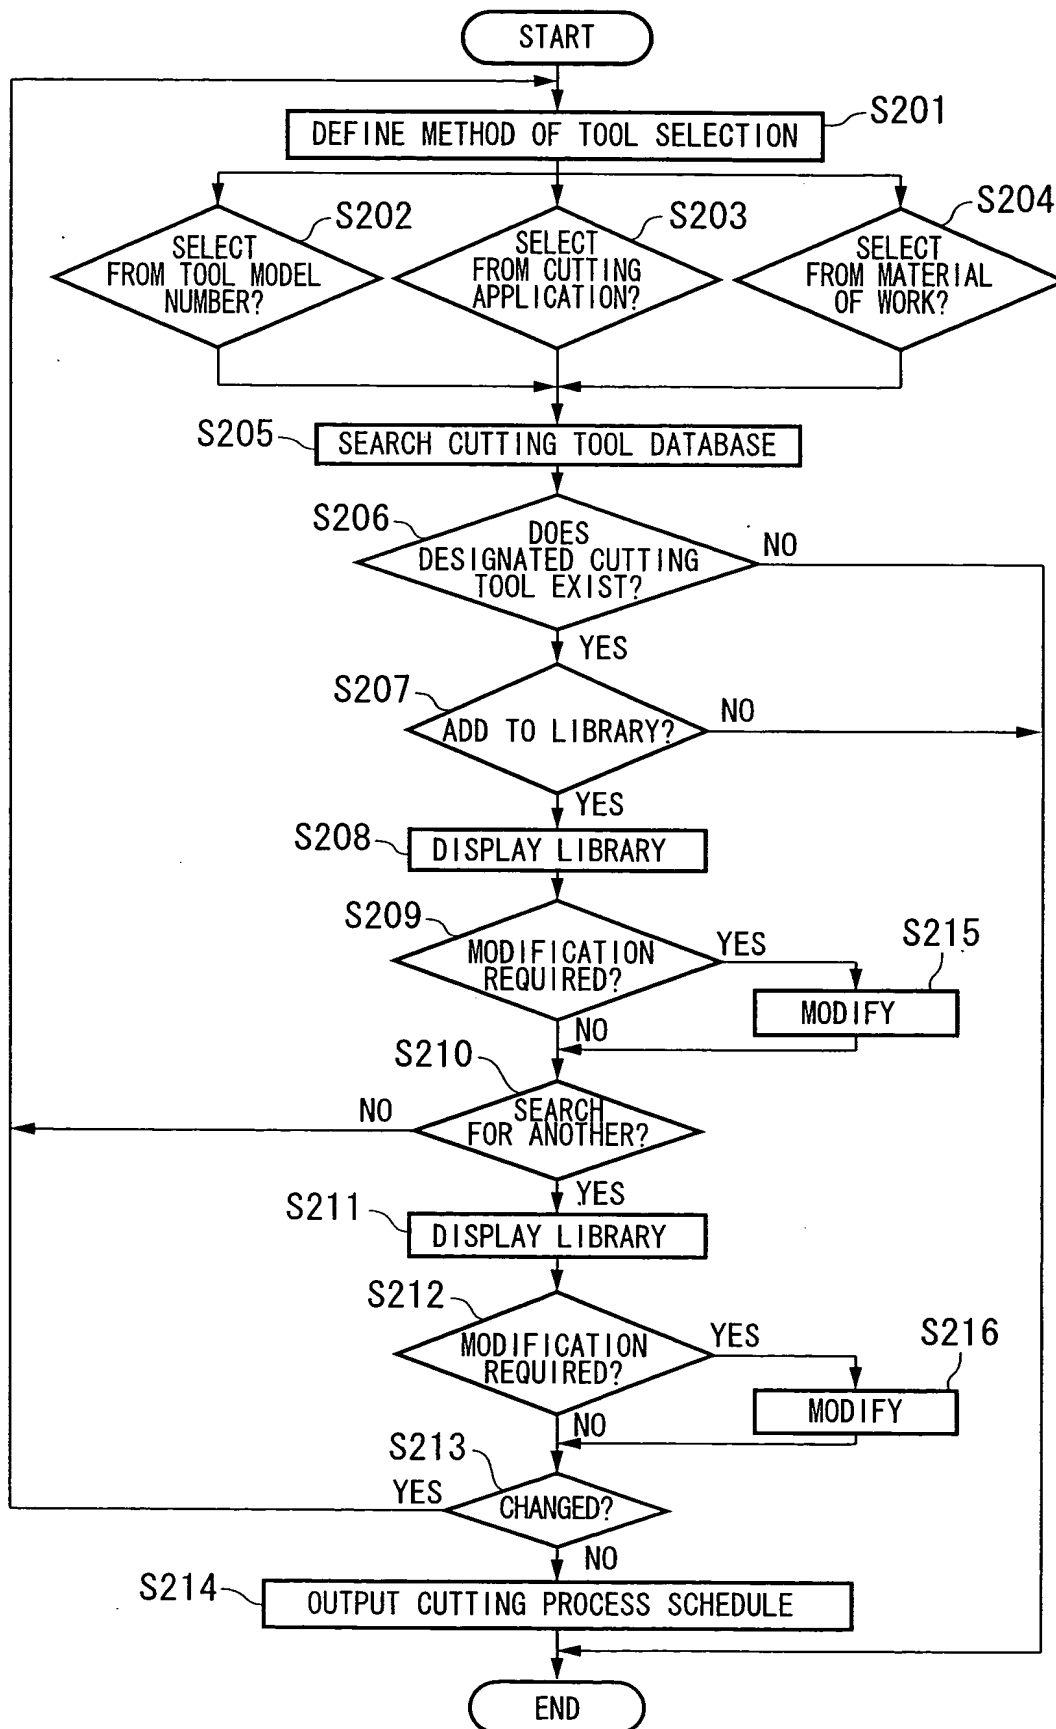 START
S201
DEFINE METHOD OF TOOL SELECTION
S202
SELECT
FROM TOOL MODEL
NUMBER?
S203
SELECT
FROM CUTTING
APPLICATION?
S204
SELECT
FROM MATERIAL
OF WORK?
S205
SEARCH CUTTING TOOL DATABASE
S206
DOES
DESIGNATED CUTTING
TOOL EXIST?
NO
YES
S207
ADD TO LIBRARY?
NO
YES
S208
DISPLAY LIBRARY
S209
MODIFICATION
REQUIRED?
YES
S215
MODIFY
NO
S210
SEARCH
FOR ANOTHER?
NO
YES
S211
DISPLAY LIBRARY
S212
MODIFICATION
REQUIRED?
YES
S216
MODIFY
NO
S213
CHANGED?
YES
NO
S214
OUTPUT CUTTING PROCESS SCHEDULE
END